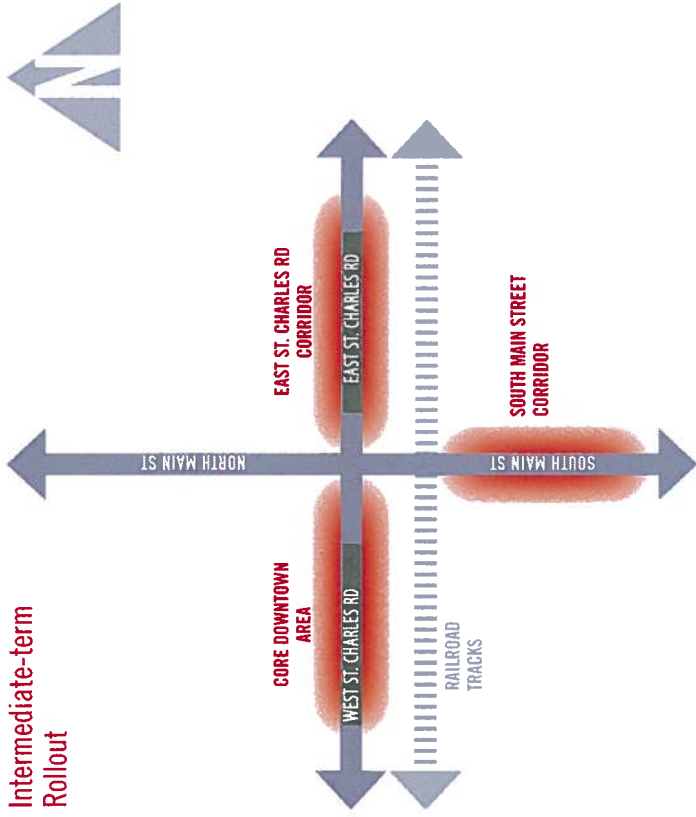 Intermediate-term
Rollout
N
NORTH MAIN ST
CORE DOWNTOWN
AREA
EAST ST. CHARLES RD
CORRIDOR
WEST ST. CHARLES RD
EAST ST. CHARLES RD
RAILROAD
TRACKS
SOUTH MAIN ST
SOUTH MAIN STREET
CORRIDOR